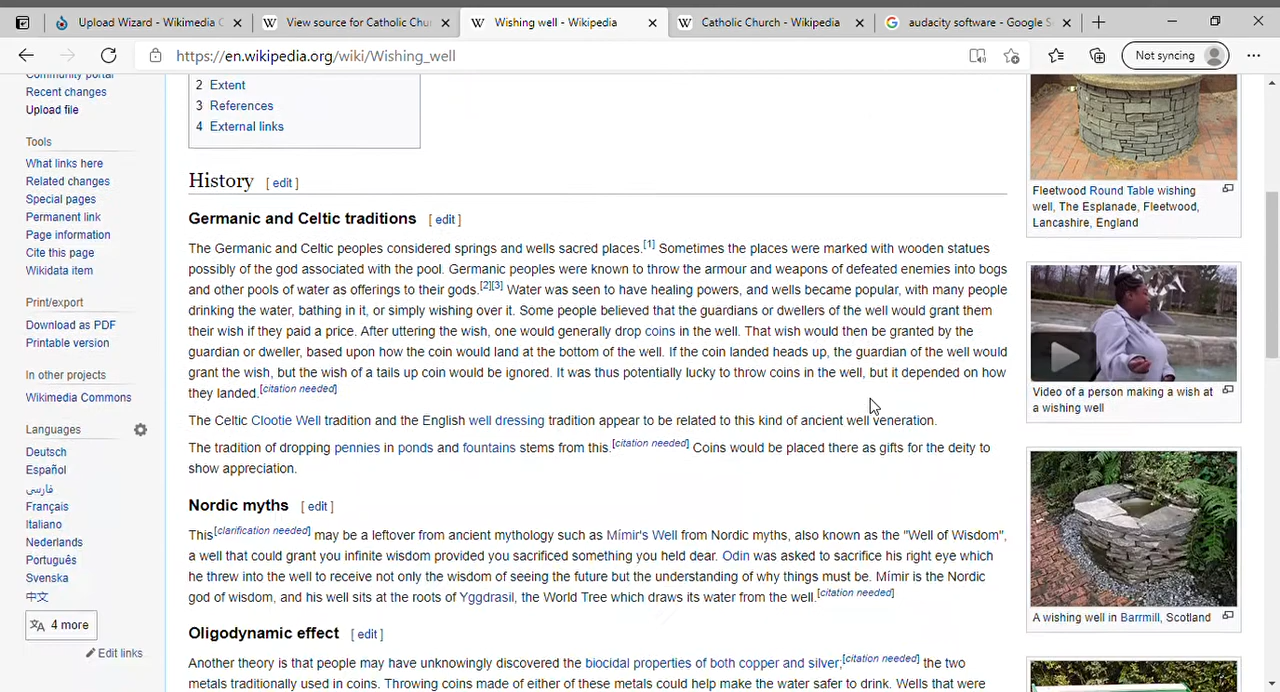 Upload Wizard - Wikimedia C
View source for Catholic Chu
Wishing well - Wikipedia
Catholic Church - Wikipedia
audacity software - Google S
https://en.wikipedia.org/wiki/Wishing_well
Not syncing
Community portal
Recent changes
Upload file
Tools
What links here
Related changes
Special pages
Permanent link
Page information
Cite this page
Wikidata item
Print/export
Download as PDF
Printable version
In other projects
Wikimedia Commons
Languages
Deutsch
Español
فارسی
Français
Italiano
Nederlands
Português
Svenska
中文
4 more
Edit links
2 Extent
3 References
4 External links
History [ edit ]
Germanic and Celtic traditions [ edit ]
The Germanic and Celtic peoples considered springs and wells sacred places.[1] Sometimes the places were marked with wooden statues
possibly of the god associated with the pool. Germanic peoples were known to throw the armour and weapons of defeated enemies into bogs
and other pools of water as offerings to their gods.[2][3] Water was seen to have healing powers, and wells became popular, with many people
drinking the water, bathing in it, or simply wishing over it. Some people believed that the guardians or dwellers of the well would grant them
their wish if they paid a price. After uttering the wish, one would generally drop coins in the well. That wish would then be granted by the
guardian or dweller, based upon how the coin would land at the bottom of the well. If the coin landed heads up, the guardian of the well would
grant the wish, but the wish of a tails up coin would be ignored. It was thus potentially lucky to throw coins in the well, but it depended on how
they landed.[citation needed]
The Celtic Clootie Well tradition and the English well dressing tradition appear to be related to this kind of ancient well veneration.
The tradition of dropping pennies in ponds and fountains stems from this.[citation needed] Coins would be placed there as gifts for the deity to
show appreciation.
Nordic myths [ edit ]
This[clarification needed] may be a leftover from ancient mythology such as Mímir's Well from Nordic myths, also known as the "Well of Wisdom",
a well that could grant you infinite wisdom provided you sacrificed something you held dear. Odin was asked to sacrifice his right eye which
he threw into the well to receive not only the wisdom of seeing the future but the understanding of why things must be. Mímir is the Nordic
god of wisdom, and his well sits at the roots of Yggdrasil, the World Tree which draws its water from the well.[citation needed]
Oligodynamic effect [ edit ]
Another theory is that people may have unknowingly discovered the biocidal properties of both copper and silver;[citation needed] the two
metals traditionally used in coins. Throwing coins made of either of these metals could help make the water safer to drink. Wells that were
Fleetwood Round Table wishing
well, The Esplanade, Fleetwood,
Lancashire, England
Video of a person making a wish at
a wishing well
A wishing well in Barrmill, Scotland